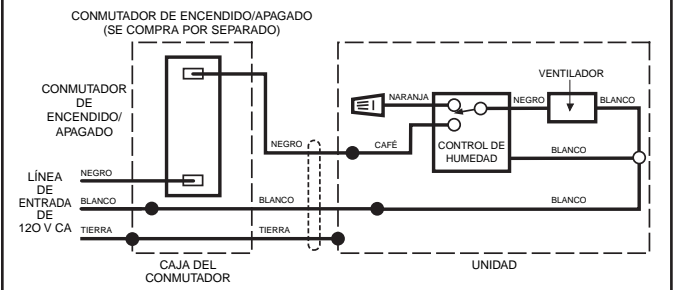 CONMUTADOR DE ENCENDIDO/APAGADO
(SE COMPRA POR SEPARADO)
CONMUTADOR
DE
ENCENDIDO/
APAGADO
VENTILADOR
NARANJA
NEGRO
BLANCO
NEGRO
CAFÉ
CONTROL DE
HUMEDAD
BLANCO
LÍNEA
DE
ENTRADA
DE
12O V CA
NEGRO
BLANCO
BLANCO
BLANCO
TIERRA
TIERRA
CAJA DEL
CONMUTADOR
UNIDAD